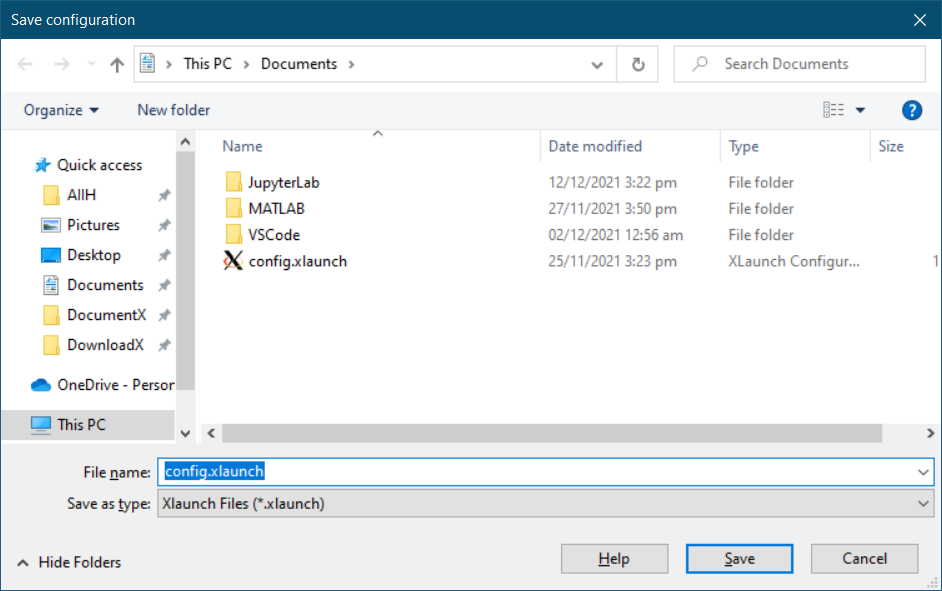 Save configuration
This PC > Documents >
Search Documents
Organize
New folder
?
Name Date modified Type Size
JupyterLab 12/12/2021 3:22 pm File folder
MATLAB 27/11/2021 3:50 pm File folder
VSCode 02/12/2021 12:56 am File folder
config.xlaunch 25/11/2021 3:23 pm XLaunch Configur... 1
Quick access
Pictures
Desktop
Documents
DocumentX
DownloadX
OneDrive - Person
This PC
File name: config.xlaunch
Save as type: Xlaunch Files (*.xlaunch)
Hide Folders
Help
Save
Cancel